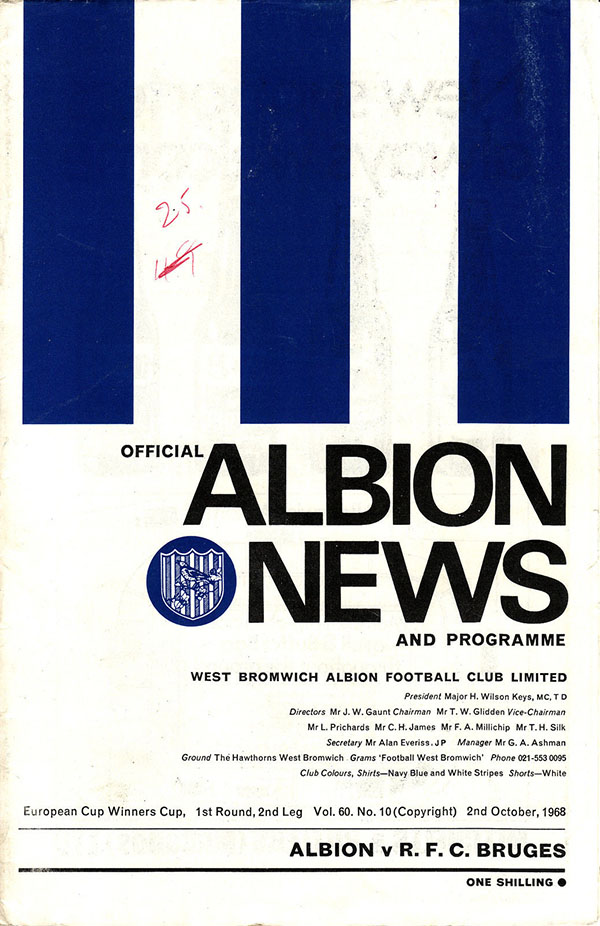 2.5
OFFICIAL ALBION
NEWS
AND PROGRAMME
WEST BROMWICH ALBION FOOTBALL CLUB LIMITED
President Major H. Wilson Keys, MC, T D
Directors Mr J. W. Gaunt Chairman Mr T. W. Glidden Vice-Chairman
Mr L. Prichards Mr C. H. James Mr F. A. Millichip Mr T. H. Silk
Secretary Mr Alan Everiss. J P Manager Mr G. A. Ashman
Ground The Hawthorns West Bromwich Grams 'Football West Bromwich' Phone 021-553 0095
Club Colours, Shirts—Navy Blue and White Stripes Shorts—White
European Cup Winners Cup, 1st Round, 2nd Leg Vol. 60. No. 10 (Copyright) 2nd October, 1968
ALBION v R. F. C. BRUGES
ONE SHILLING ●